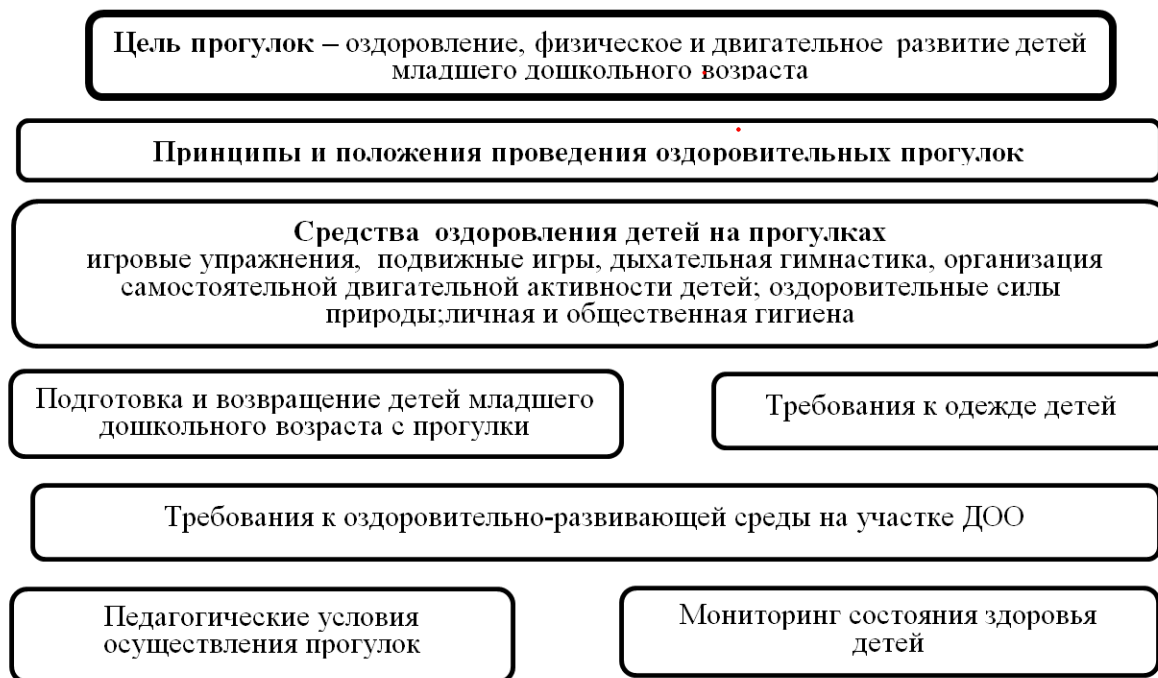 Цель прогулок – оздоровление, физическое и двигательное развитие детей
младшего дошкольного возраста
Принципы и положения проведения оздоровительных прогулок
Средства оздоровления детей на прогулках
игровые упражнения, подвижные игры, дыхательная гимнастика, организация
самостоятельной двигательной активности детей; оздоровительные силы
природы;личная и общественная гигиена
Подготовка и возвращение детей младшего
дошкольного возраста с прогулки
Требования к одежде детей
Требования к оздоровительно-развивающей среды на участке ДОО
Педагогические условия
осуществления прогулок
Мониторинг состояния здоровья
детей